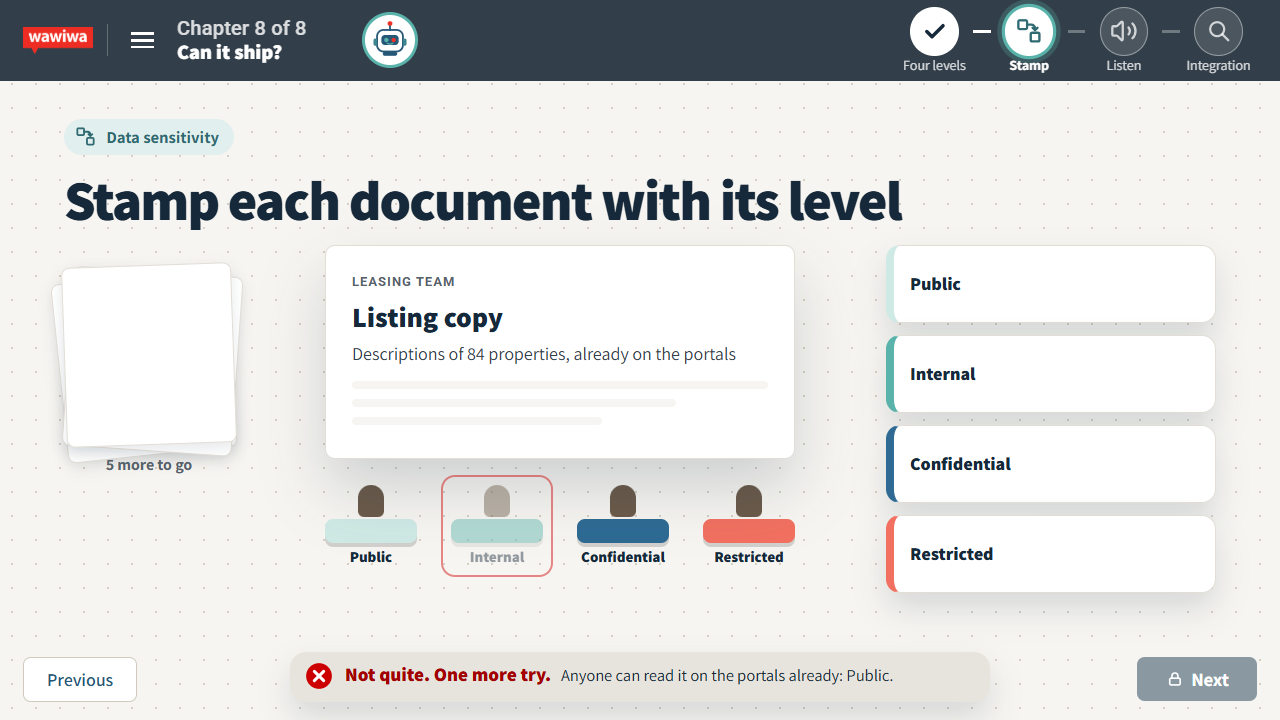 wawiwa
Chapter 8 of 8
Can it ship?
Four levels
Stamp
Listen
Integration
Data sensitivity
Stamp each document with its level
5 more to go
LEASING TEAM
Listing copy
Descriptions of 84 properties, already on the portals
Public
Internal
Confidential
Restricted
Public
Internal
Confidential
Restricted
Previous
Not quite. One more try. Anyone can read it on the portals already: Public.
Next